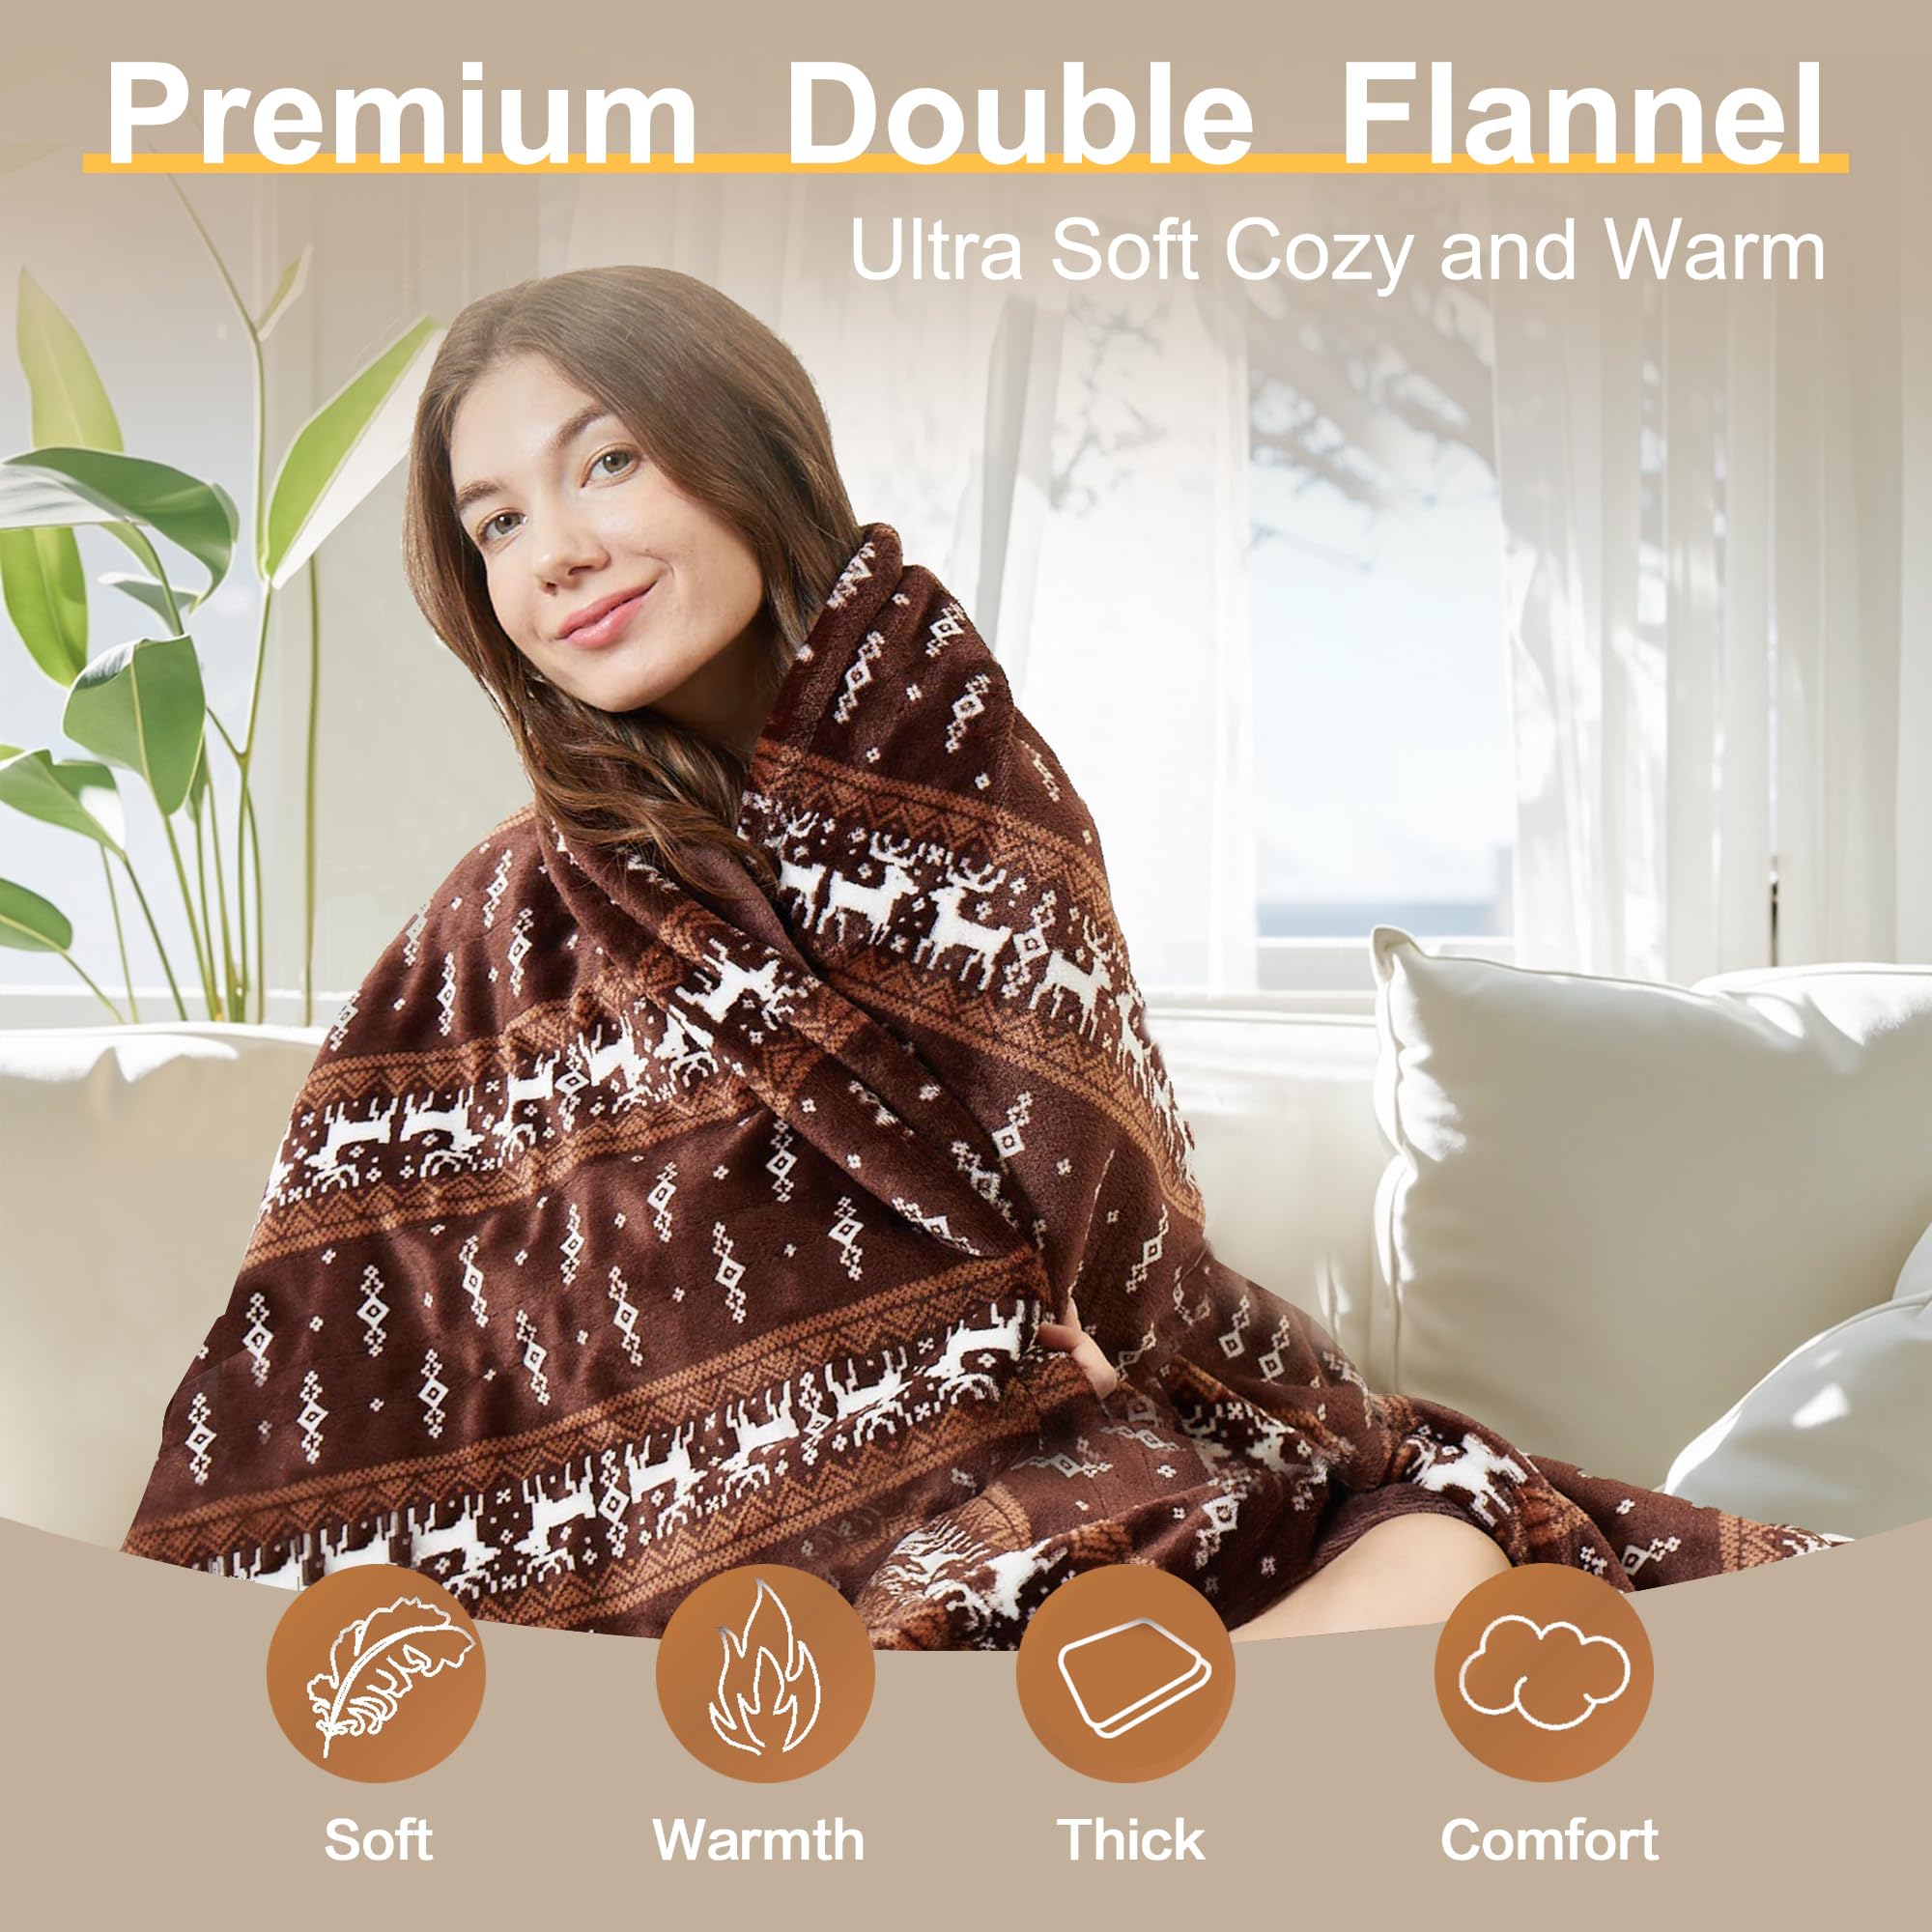 Premium Double Flannel
Ultra Soft Cozy and Warm
Soft
Warmth
Thick
Comfort